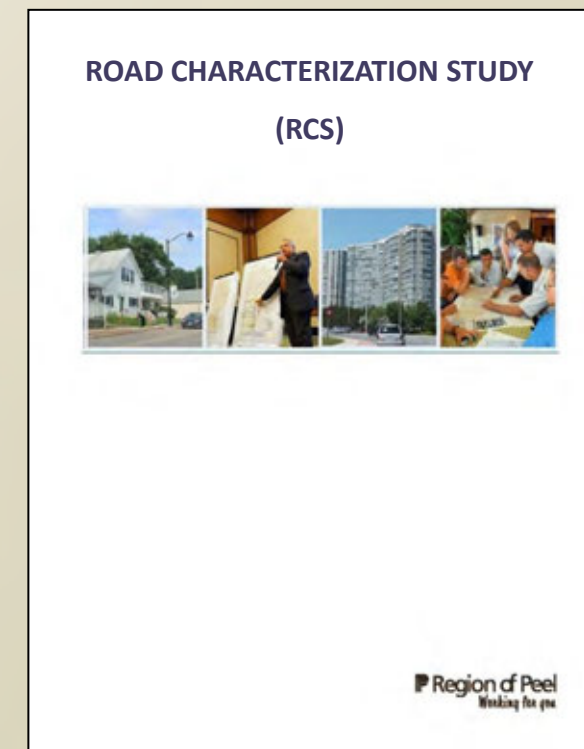 ROAD CHARACTERIZATION STUDY
(RCS)
Region of Peel
Working for you